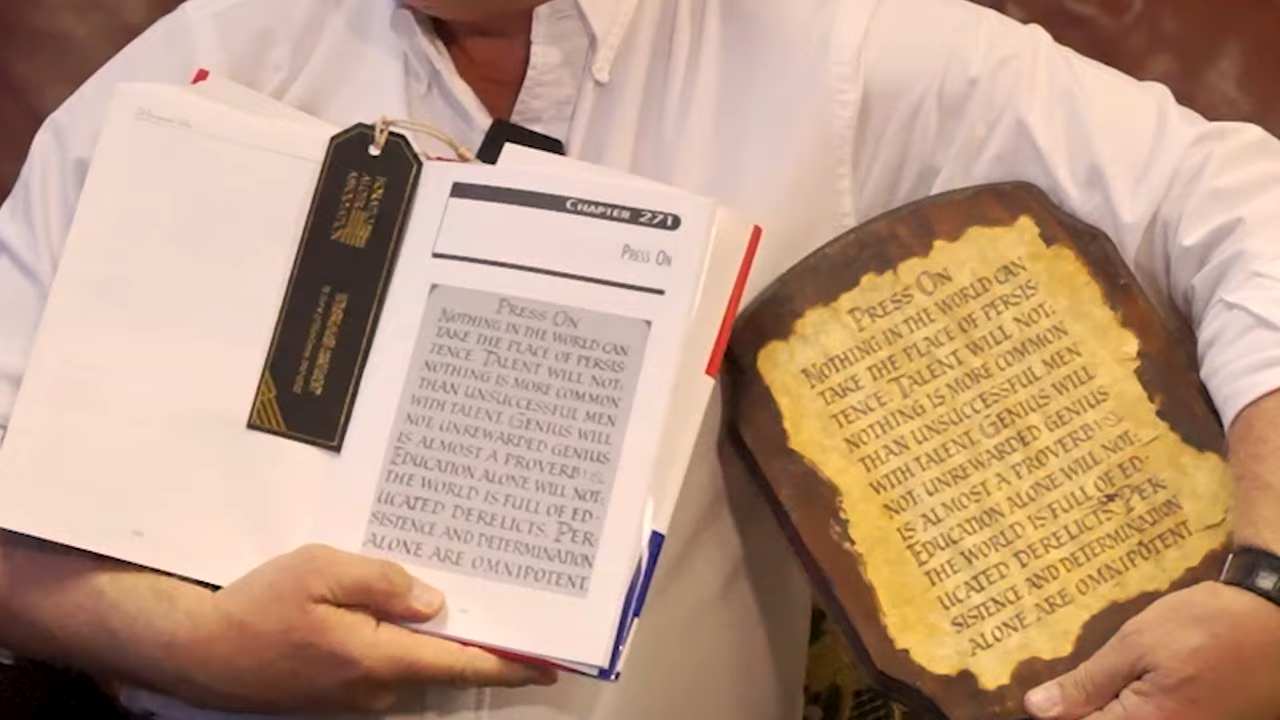 CHAPTER 271
PRESS ON
PRESS ON
NOTHING IN THE WORLD CAN
TAKE THE PLACE OF PERSIS
TENCE. TALENT WILL NOT:
NOTHING IS MORE COMMON
THAN UNSUCCESSFUL MEN
WITH TALENT. GENIUS WILL
NOT: UNREWARDED GENIUS
IS ALMOST A PROVERB
EDUCATION ALONE WILL NOT:
THE WORLD IS FULL OF ED-
UCATED DERELICTS. PER-
SISTENCE AND DETERMINATION
ALONE ARE OMNIPOTENT.
PRESS ON
NOTHING IN THE WORLD CAN
TAKE THE PLACE OF PERSIS
TENCE. TALENT WILL NOT:
NOTHING IS MORE COMMON
THAN UNSUCCESSFUL MEN
WITH TALENT. GENIUS WILL
NOT: UNREWARDED GENIUS
IS ALMOST A PROVERB
EDUCATION ALONE WILL NOT:
THE WORLD IS FULL OF ED-
UCATED DERELICTS. PER-
SISTENCE AND DETERMINATION
ALONE ARE OMNIPOTENT